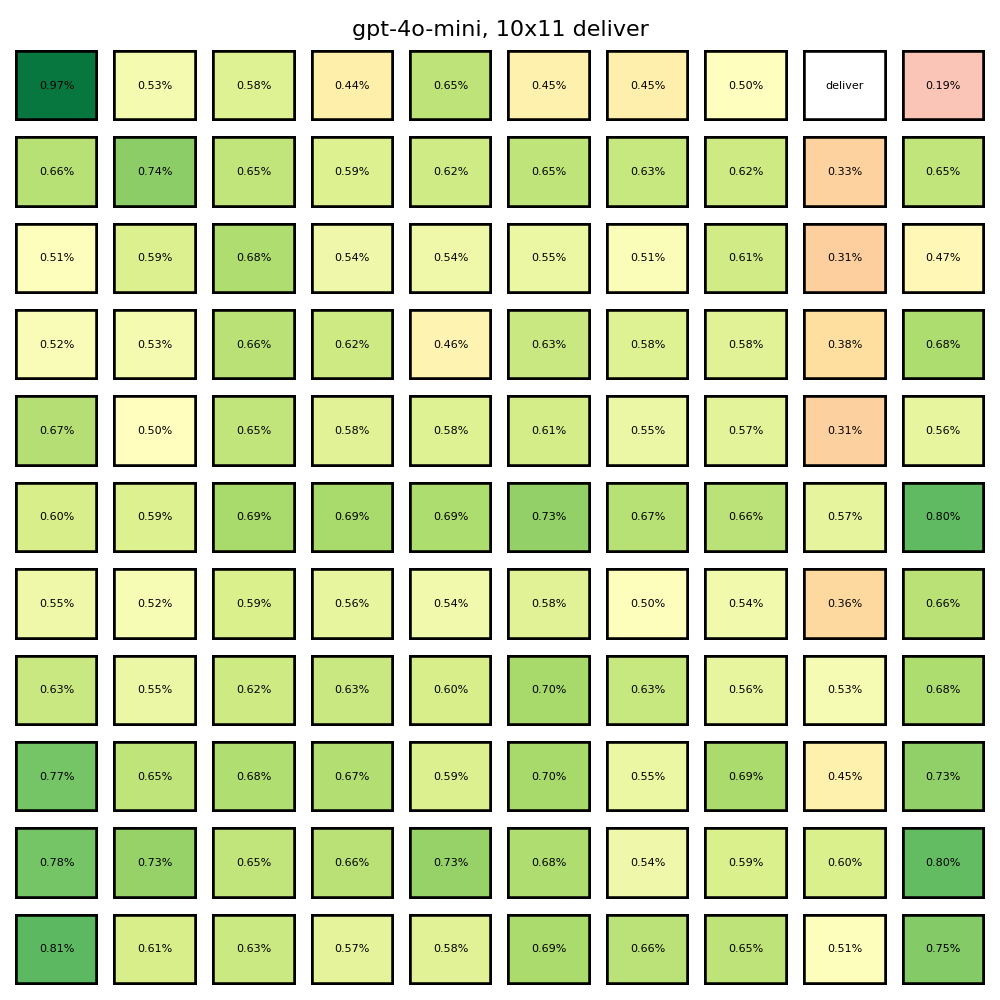 gpt-4o-mini, 10x11 deliver
0.97% 0.53% 0.58% 0.44% 0.65% 0.45% 0.45% 0.50% deliver 0.19%
0.66% 0.74% 0.65% 0.59% 0.62% 0.65% 0.63% 0.62% 0.33% 0.65%
0.51% 0.59% 0.68% 0.54% 0.54% 0.55% 0.51% 0.61% 0.31% 0.47%
0.52% 0.53% 0.66% 0.62% 0.46% 0.63% 0.58% 0.58% 0.38% 0.68%
0.67% 0.50% 0.65% 0.58% 0.58% 0.61% 0.55% 0.57% 0.31% 0.56%
0.60% 0.59% 0.69% 0.69% 0.69% 0.73% 0.67% 0.66% 0.57% 0.80%
0.55% 0.52% 0.59% 0.56% 0.54% 0.58% 0.50% 0.54% 0.36% 0.66%
0.63% 0.55% 0.62% 0.63% 0.60% 0.70% 0.63% 0.56% 0.53% 0.68%
0.77% 0.65% 0.68% 0.67% 0.59% 0.70% 0.55% 0.69% 0.45% 0.73%
0.78% 0.73% 0.65% 0.66% 0.73% 0.68% 0.54% 0.59% 0.60% 0.80%
0.81% 0.61% 0.63% 0.57% 0.58% 0.69% 0.66% 0.65% 0.51% 0.75%